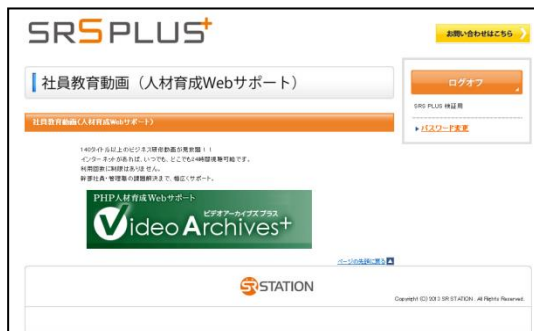 SRS PLUS+
お問い合わせはこちら
社員教育動画（人材育成Webサポート）
ログオフ
SRS PLUS 検証用
パスワード変更
社員教育動画(人材育成Webサポート)
140タイトル以上のビジネス研修動画が見放題！！
インターネットがあれば、いつでも、どこでも24時間視聴可能です。
利用回数に制限はありません。
幹部社員・管理職の課題解決まで、幅広くサポート。
PHP人材育成Webサポート
ビデオアーカイブズプラス
Video Archives+
ページの先頭に戻る
SR STATION
Copyright (C) 2013 SR STATION . All Rights Reserved.